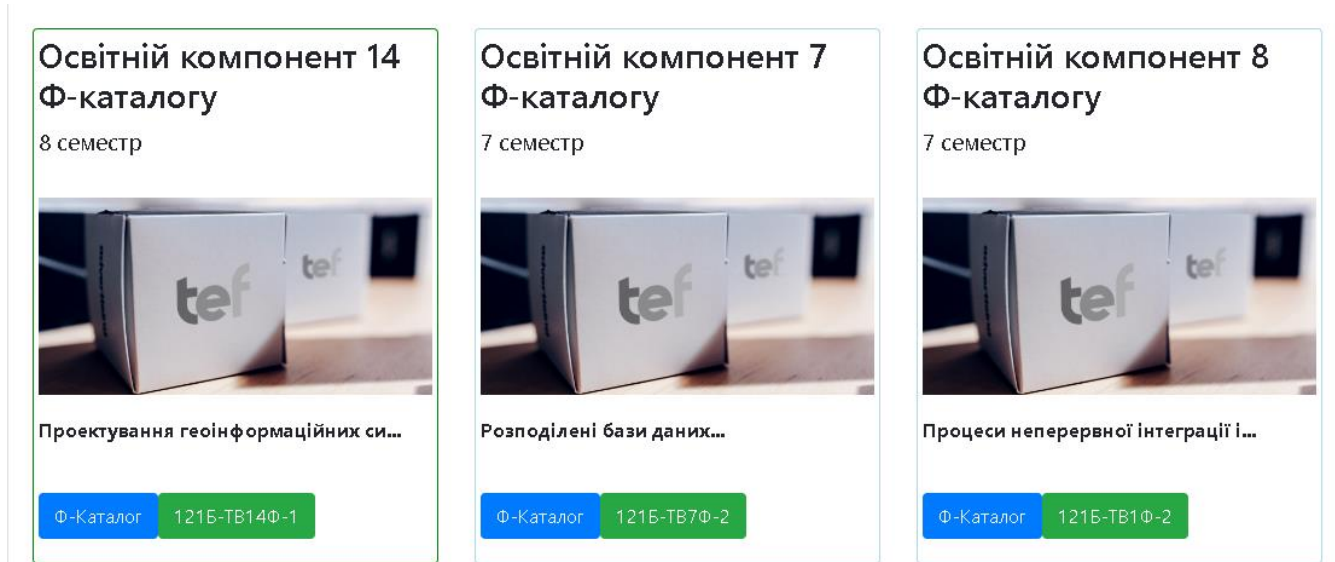 Освітній компонент 14
Ф-каталогу
8 семестр
tef
tef
Проектування геоінформаційних си...
Ф-Каталог
121Б-ТВ14Ф-1
Освітній компонент 7
Ф-каталогу
7 семестр
tef
tef
Розподілені бази даних...
Ф-Каталог
121Б-ТВ7Ф-2
Освітній компонент 8
Ф-каталогу
7 семестр
tef
tef
Процеси неперервної інтеграції і...
Ф-Каталог
121Б-ТВ1Ф-2